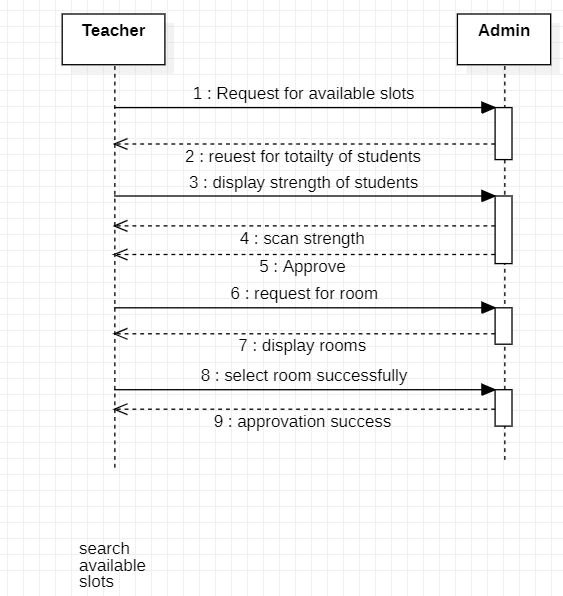 Teacher
Admin
1 : Request for available slots
2 : reuest for totailty of students
3 : display strength of students
4 : scan strength
5 : Approve
6 : request for room
7 : display rooms
8 : select room successfully
9 : approvation success
search
available
slots